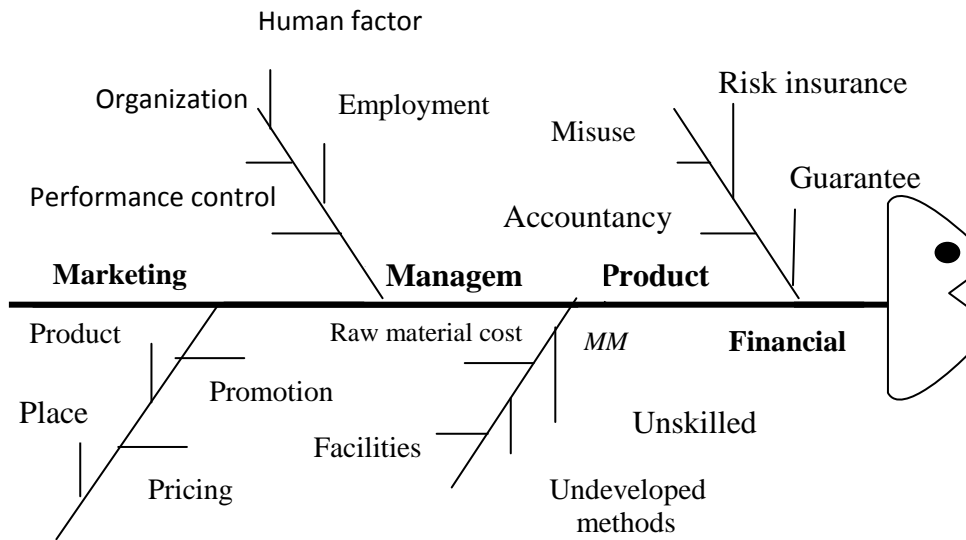 Human factor
Organization
Employment
Risk insurance
Misuse
Performance control
Guarantee
Accountancy
Marketing
Managem
Product
Product
Raw material cost
MM
Financial
Place
Promotion
Facilities
Unskilled
Pricing
Undeveloped
methods